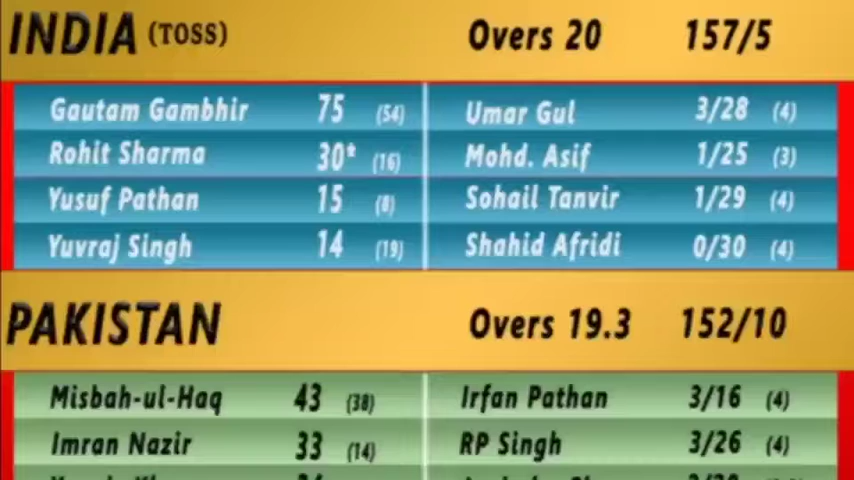 INDIA (TOSS) Overs 20 157/5
Gautam Gambhir 75 (54) Umar Gul 3/28 (4)
Rohit Sharma 30* (16) Mohd. Asif 1/25 (3)
Yusuf Pathan 15 (8) Sohail Tanvir 1/29 (4)
Yuvraj Singh 14 (19) Shahid Afridi 0/30 (4)
PAKISTAN Overs 19.3 152/10
Misbah-ul-Haq 43 (38) Irfan Pathan 3/16 (4)
Imran Nazir 33 (14) RP Singh 3/26 (4)